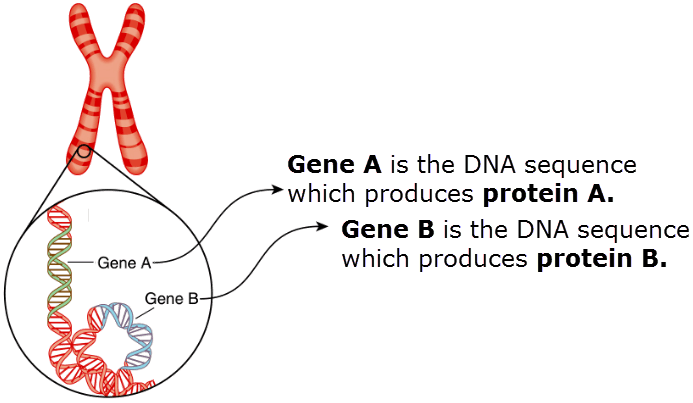 Gene A is the DNA sequence
which produces protein A.
Gene B is the DNA sequence
which produces protein B.
Gene A
Gene B